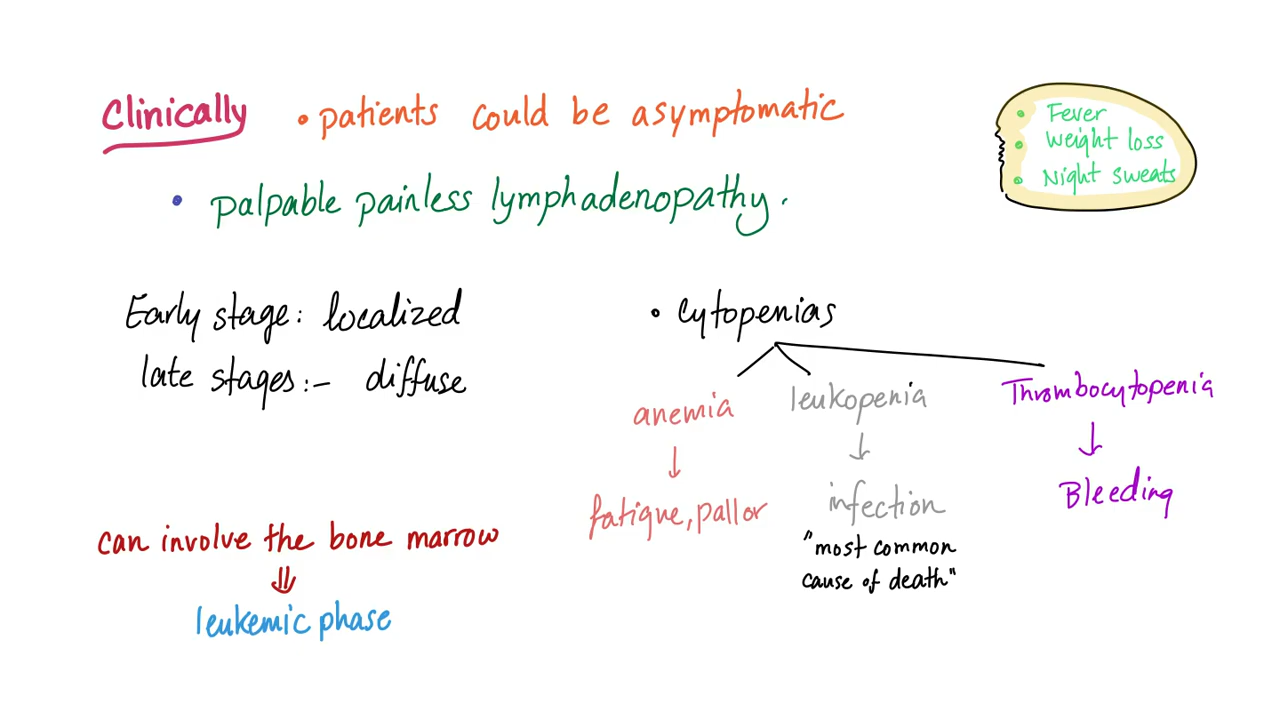 Clinically • patients could be asymptomatic
• Fever
• Weight loss
• Night sweats
• palpable painless lymphadenopathy.
Early stage: localized
late stages:- diffuse
• Cytopenias
anemia leukopenia Thrombocytopenia
↓ ↓ ↓
fatigue, pallor infection Bleeding
"most common
cause of death"
can involve the bone marrow
⇓
leukemic phase